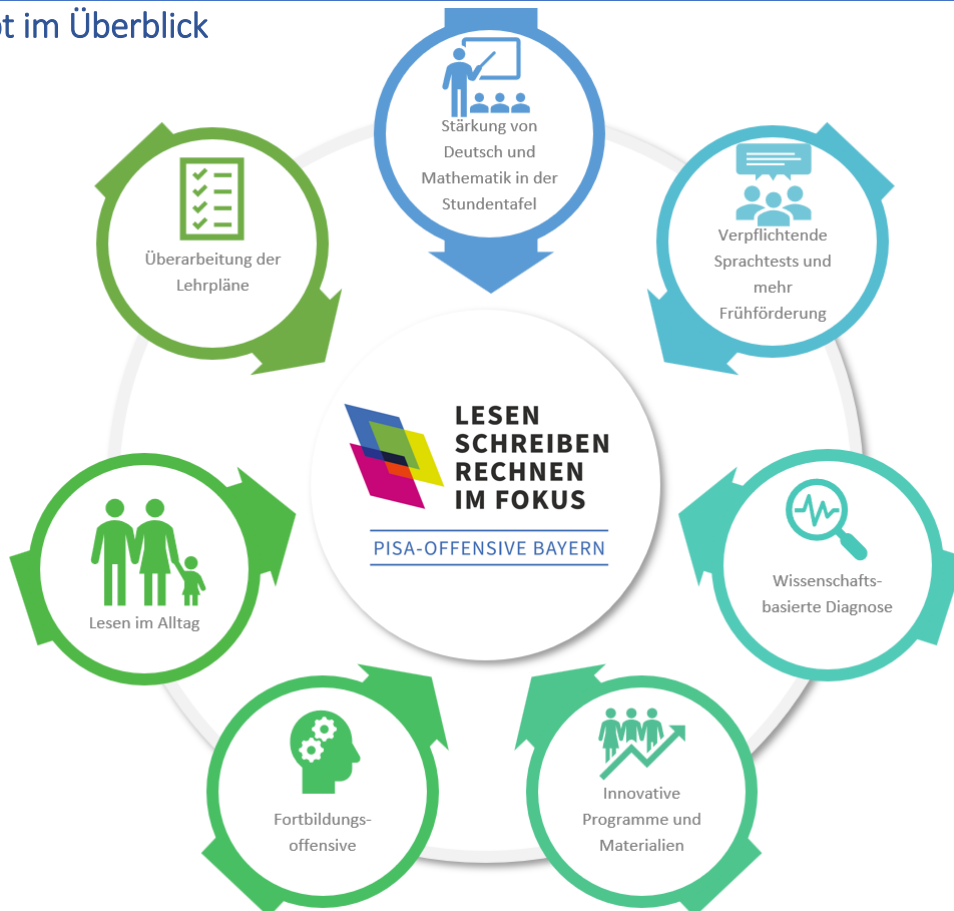 im Überblick
Stärkung von
Deutsch und
Mathematik in der
Stundentafel
Verpflichtende
Sprachtests und
mehr
Frühförderung
Wissenschafts-
basierte Diagnose
Innovative
Programme und
Materialien
Fortbildungs-
offensive
Lesen im Alltag
Überarbeitung der
Lehrpläne
LESEN
SCHREIBEN
RECHNEN
IM FOKUS
PISA-OFFENSIVE BAYERN